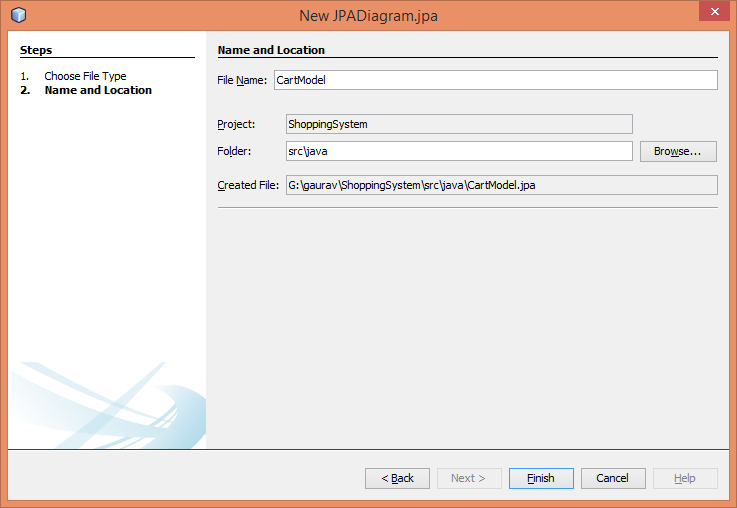 New JPADiagram.jpa
Steps
1. Choose File Type
2. Name and Location
Name and Location
File Name: CartModel
Project: ShoppingSystem
Folder: src\java Browse...
Created File: G:\gaurav\ShoppingSystem\src\java\CartModel.jpa
< Back Next > Finish Cancel Help